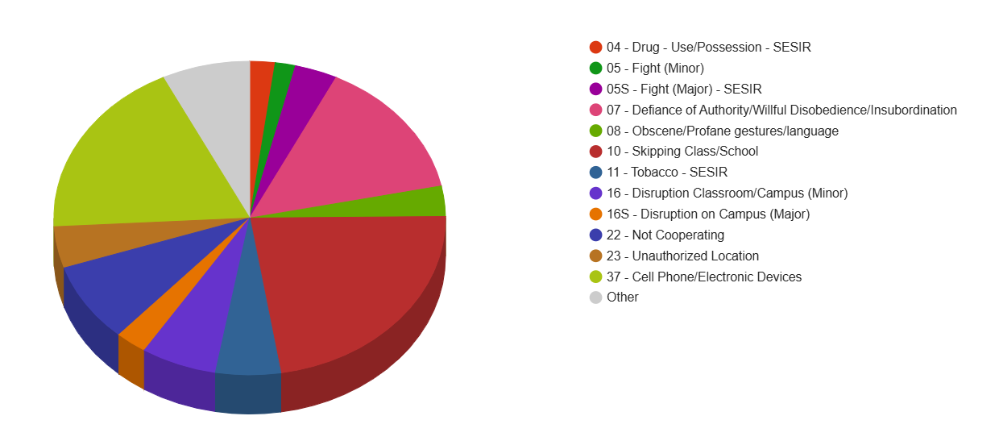 04 - Drug - Use/Possession - SESIR
05 - Fight (Minor)
05S - Fight (Major) - SESIR
07 - Defiance of Authority/Willful Disobedience/Insubordination
08 - Obscene/Profane gestures/language
10 - Skipping Class/School
11 - Tobacco - SESIR
16 - Disruption Classroom/Campus (Minor)
16S - Disruption on Campus (Major)
22 - Not Cooperating
23 - Unauthorized Location
37 - Cell Phone/Electronic Devices
Other